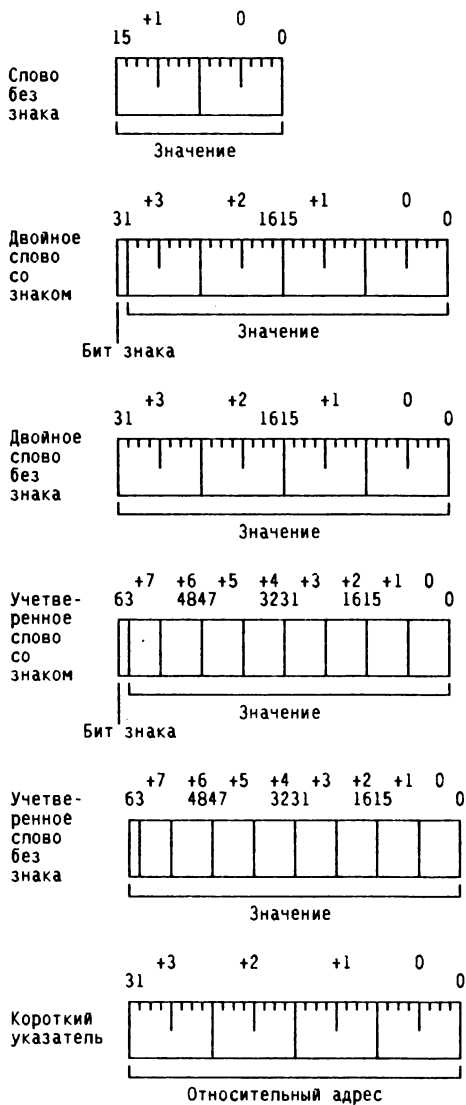 +1 0
15 0
Слово
без
знака
Значение
+3 +2 +1 0
31 1615 0
Двойное
слово
со
знаком
Значение
Бит знака
+3 +2 +1 0
31 1615 0
Двойное
слово
без
знака
Значение
+7 +6 +5 +4 +3 +2 +1 0
63 4847 3231 1615 0
Учетве-
ренное
слово
со
знаком
Значение
Бит знака
+7 +6 +5 +4 +3 +2 +1 0
63 4847 3231 1615 0
Учетве-
ренное
слово
без
знака
Значение
+3 +2 +1 0
31 0
Короткий
указатель
Относительный адрес